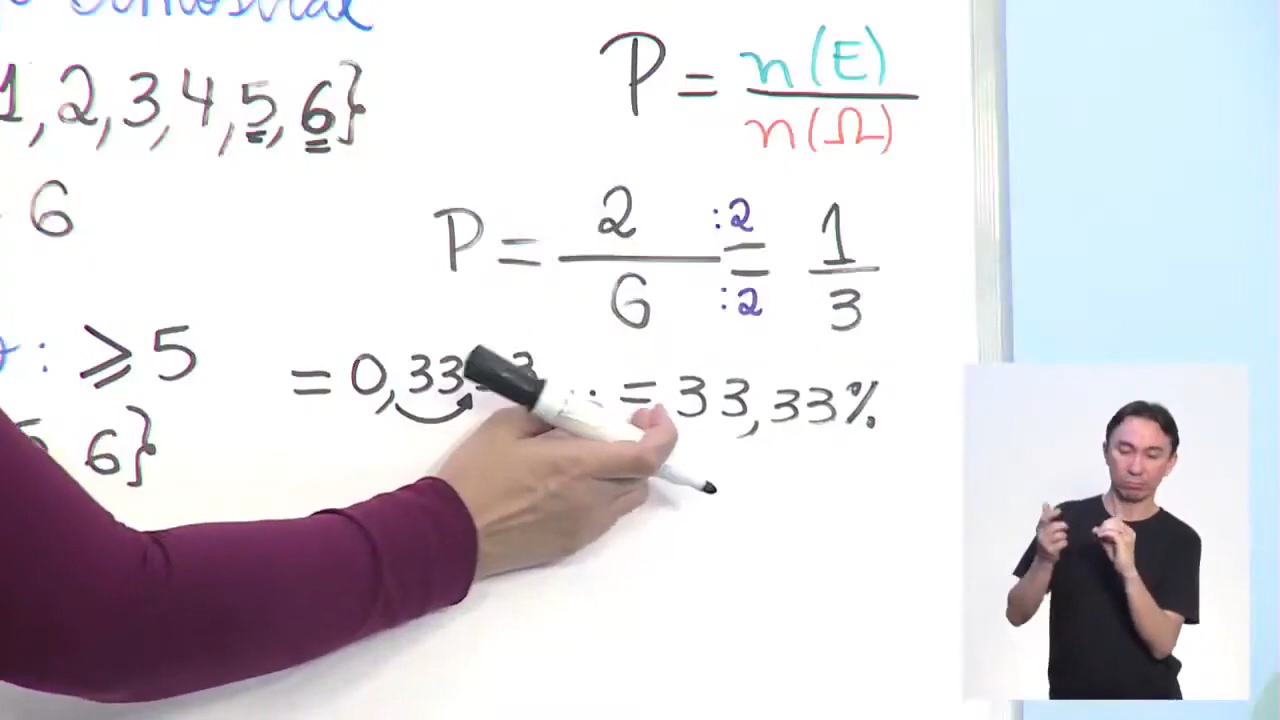 1, 2, 3, 4, 5, 6}
6
: ⩾ 5
6}
P = n(E) / n(Ω)
P = 2 / 6 :2 = :2 1 / 3
= 0,33 3 .. = 33,33%